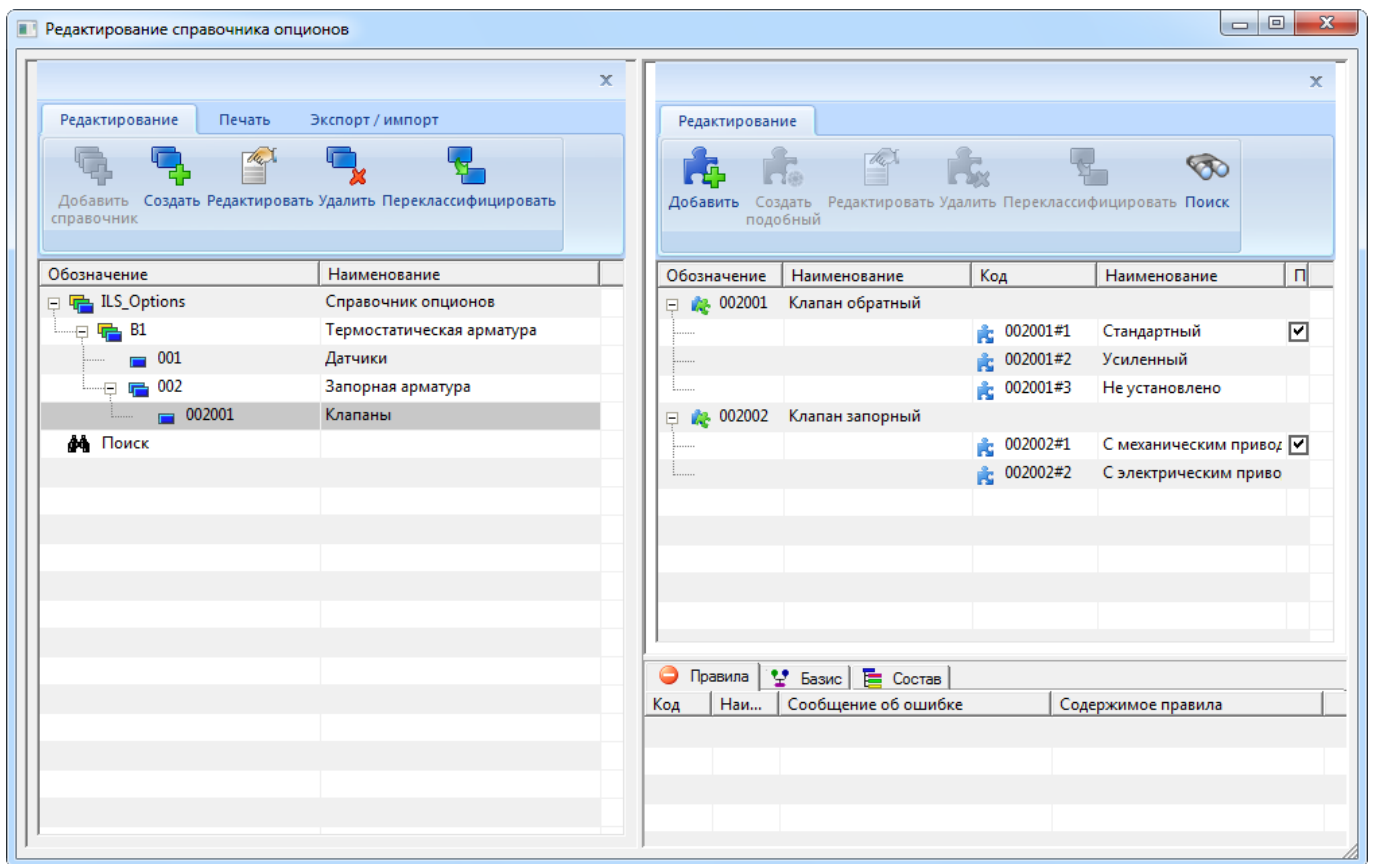 Редактирование справочника опционов
Редактирование Печать Экспорт / импорт
Добавить справочник Создать Редактировать Удалить Переклассифицировать
Обозначение Наименование
ILS_Options Справочник опционов
B1 Термостатическая арматура
001 Датчики
002 Запорная арматура
002001 Клапаны
Поиск
Редактирование
Добавить Создать подобный Редактировать Удалить Переклассифицировать Поиск
Обозначение Наименование Код Наименование П
002001 Клапан обратный
002001#1 Стандартный
002001#2 Усиленный
002001#3 Не установлено
002002 Клапан запорный
002002#1 С механическим привод
002002#2 С электрическим приво
Правила Базис Состав
Код Наи... Сообщение об ошибке Содержимое правила